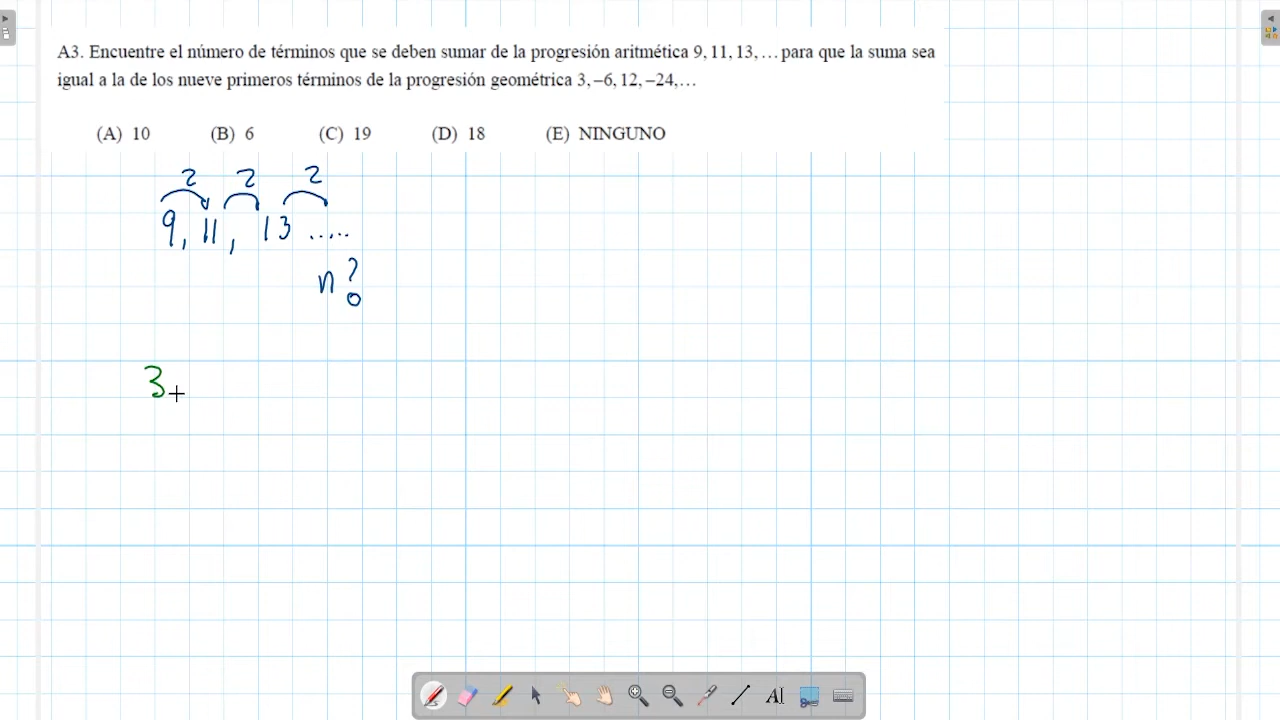 A3. Encuentre el número de términos que se deben sumar de la progresión aritmética 9, 11, 13, … para que la suma sea
igual a la de los nueve primeros términos de la progresión geométrica 3, –6, 12, –24,…
(A) 10 (B) 6 (C) 19 (D) 18 (E) NINGUNO
2 2 2
9, 11, 13 .....
n?
3
AI